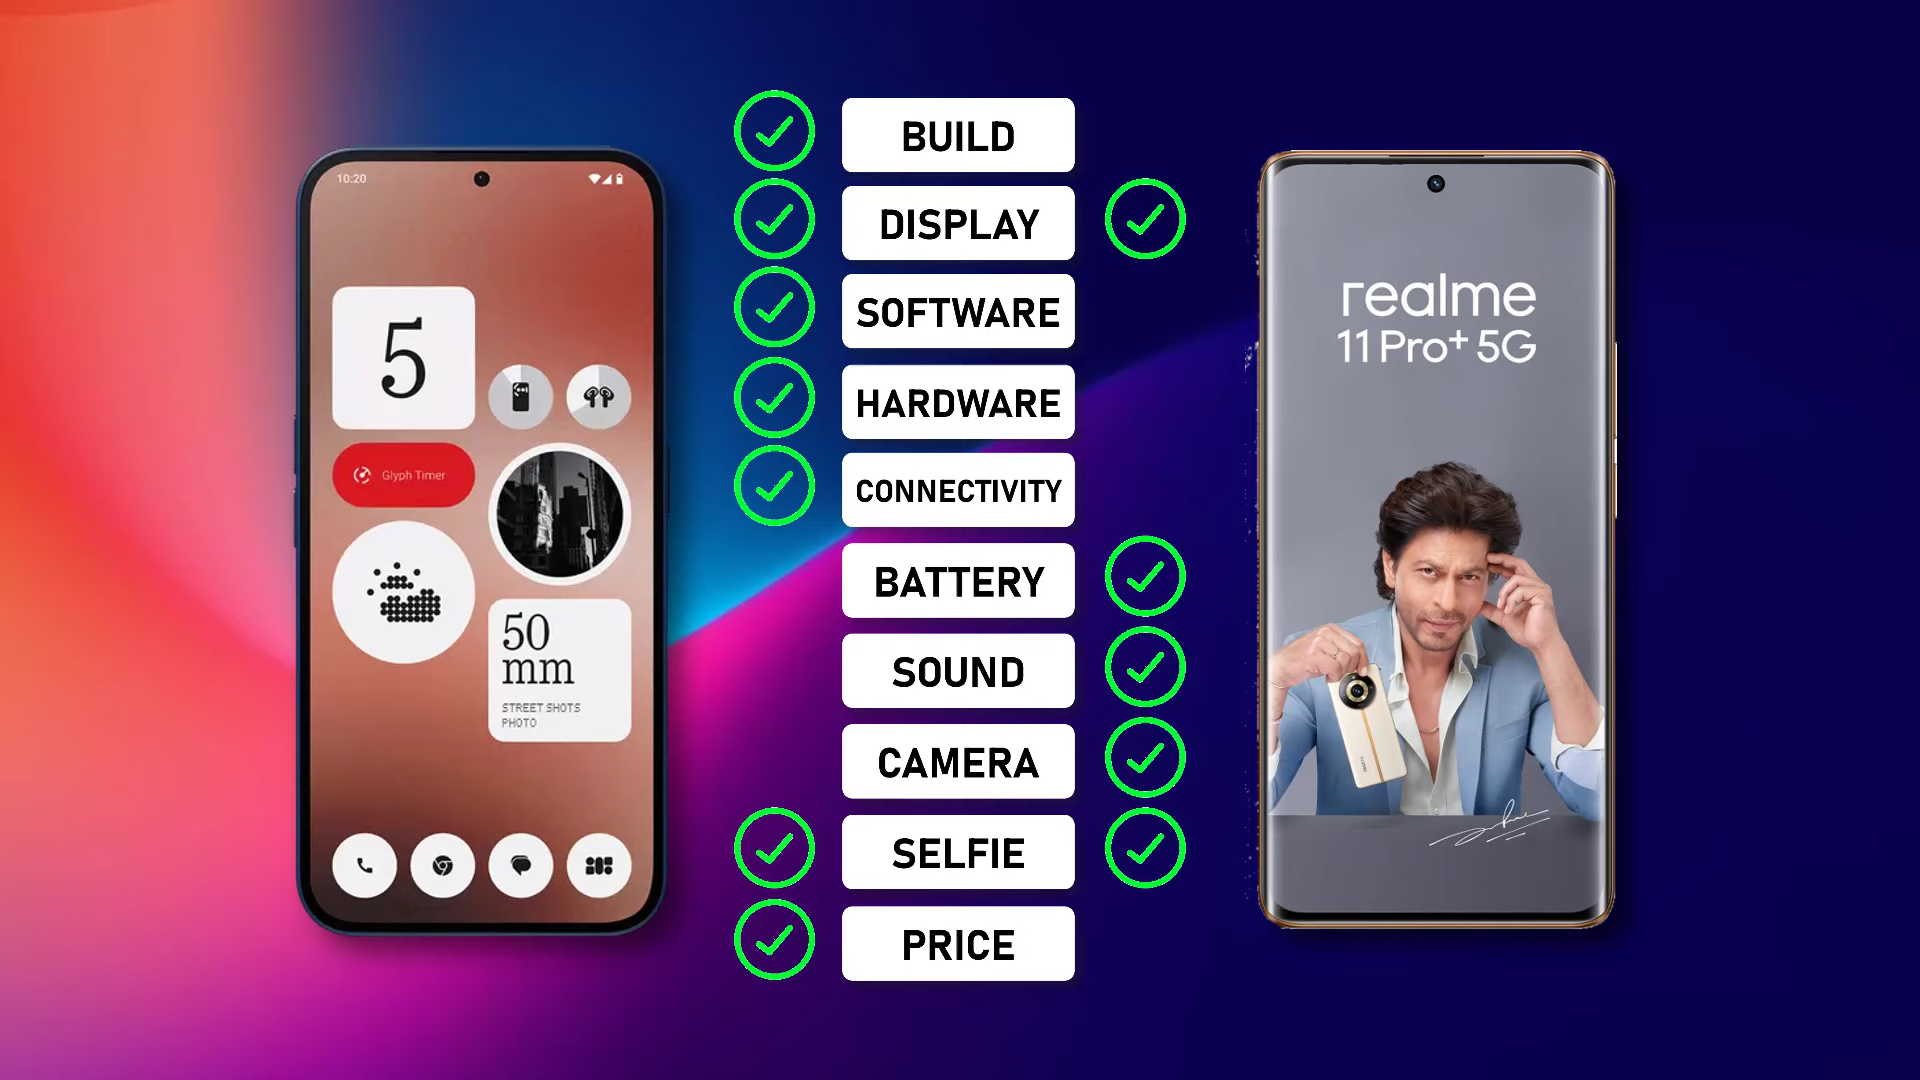 10:20
5
Glyph Timer
50
mm
STREET SHOTS
PHOTO
BUILD
DISPLAY
SOFTWARE
HARDWARE
CONNECTIVITY
BATTERY
SOUND
CAMERA
SELFIE
PRICE
realme
11 Pro+ 5G